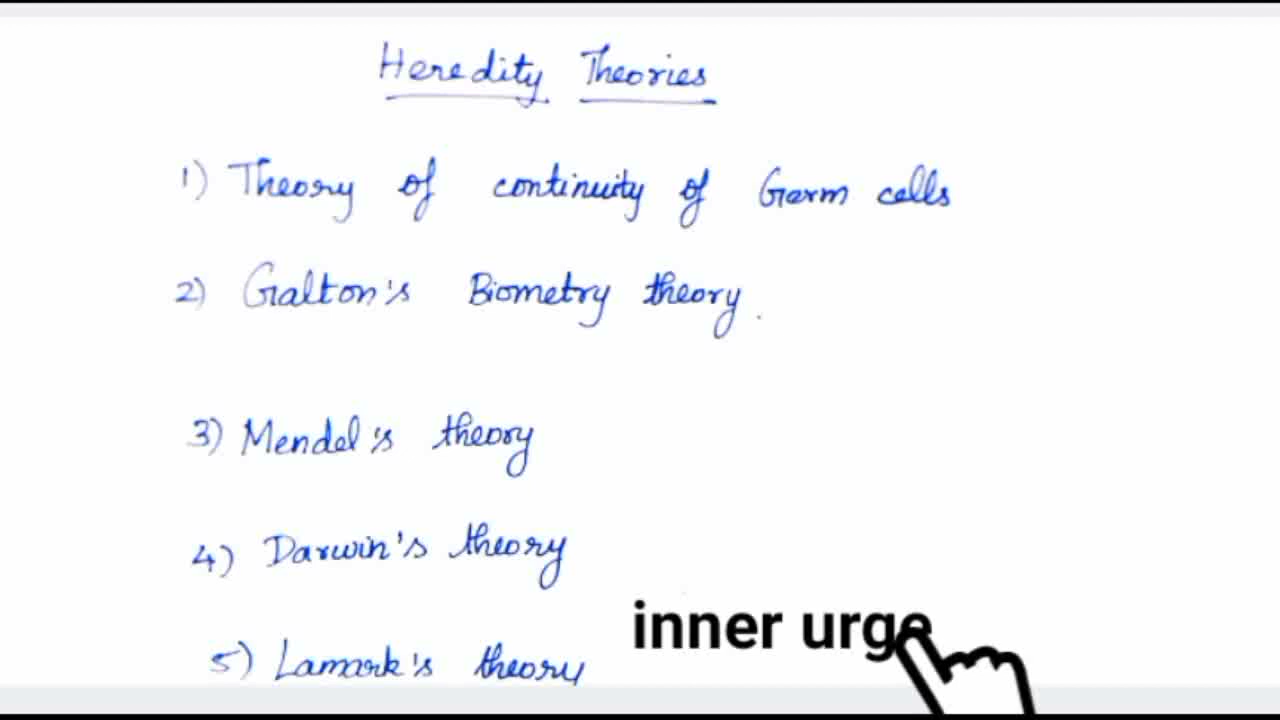 Heredity Theories
1) Theory of continuity of Germ cells
2) Galton's Biometry theory.
3) Mendel's theory
4) Darwin's theory
inner urge
5) Lamark's theory